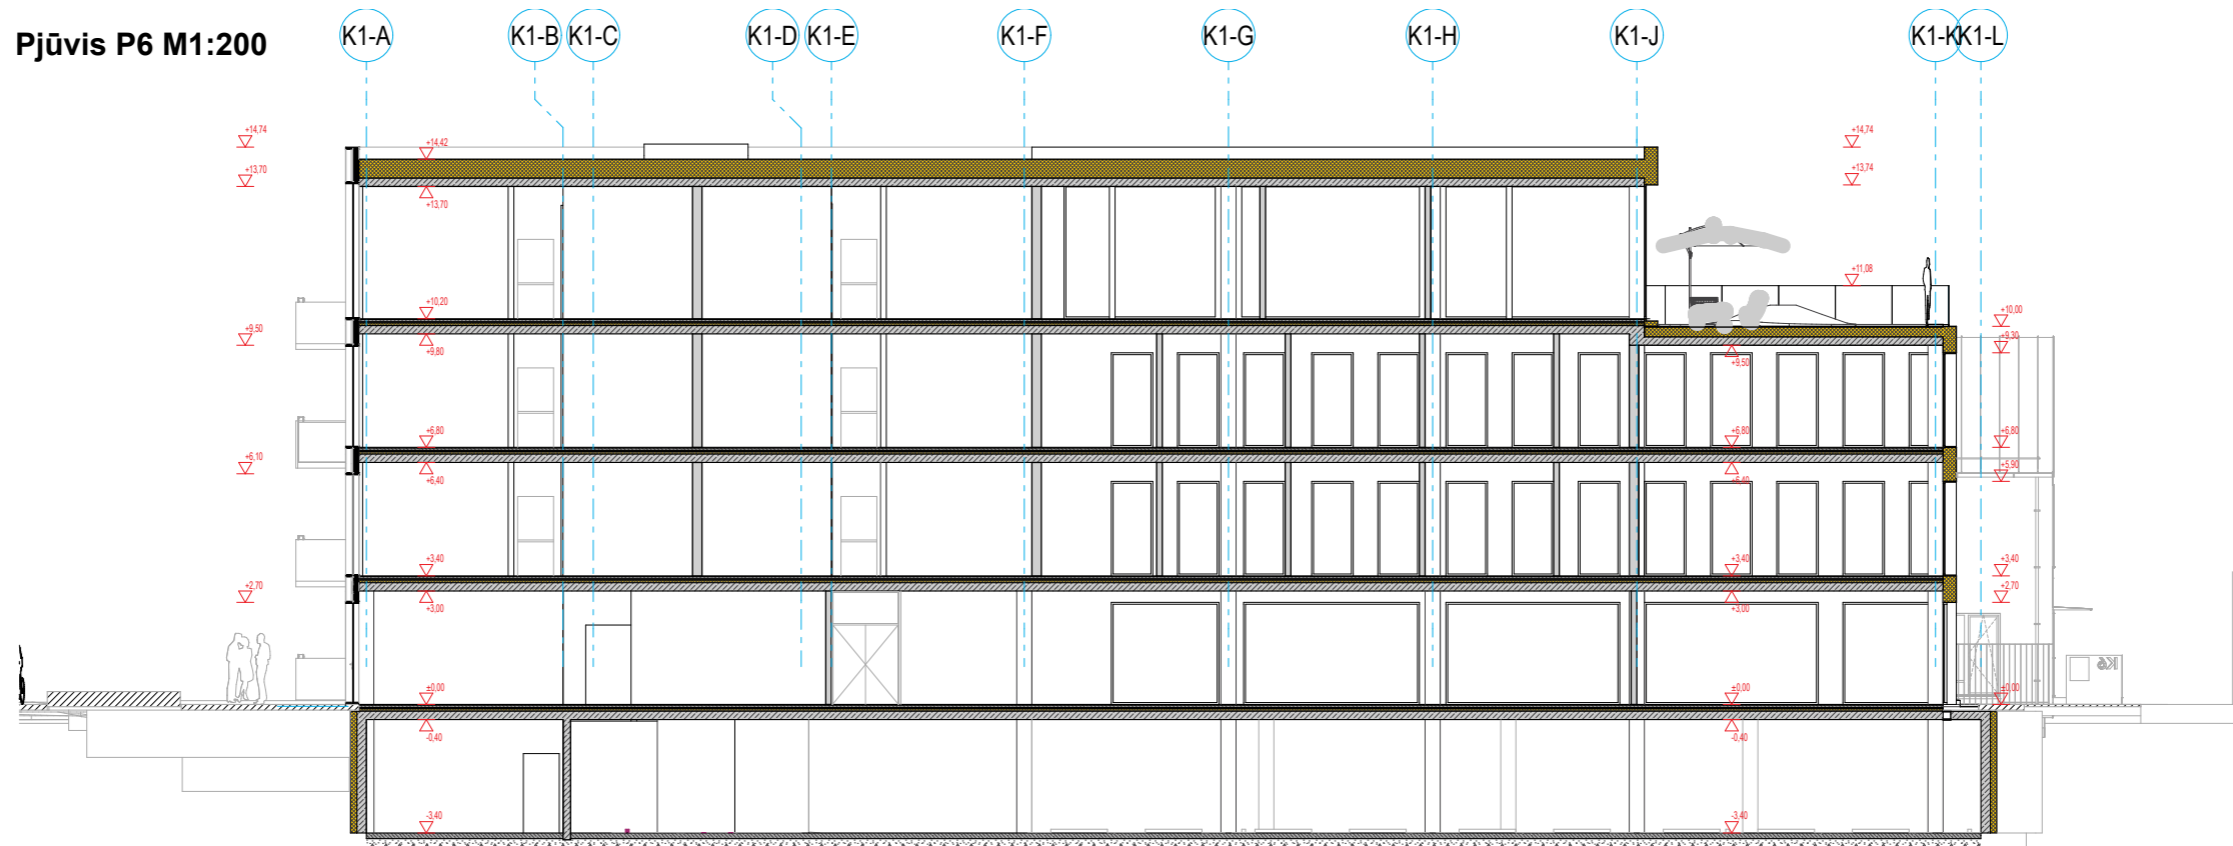 Pjūvis P6 M1:200
K1-A
K1-B
K1-C
K1-D
K1-E
K1-F
K1-G
K1-H
K1-J
K1-K
K1-L
+14,74
+14,42
+14,74
+13,70
+13,70
+13,74
+11,08
+10,20
+10,00
+9,50
+9,80
+9,50
+9,30
+6,80
+6,80
+6,80
+6,10
+6,40
+6,40
+5,90
+3,40
+3,40
+3,40
+2,70
+3,00
+3,00
+2,70
±0,00
±0,00
±0,00
-0,40
-0,40
-3,40
-3,40